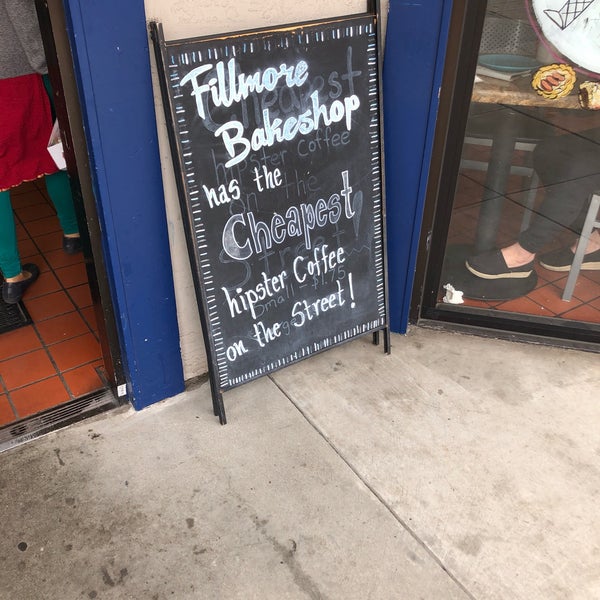 Fillmore
Bakeshop
has the
Cheapest
hipster Coffee
on the Street!